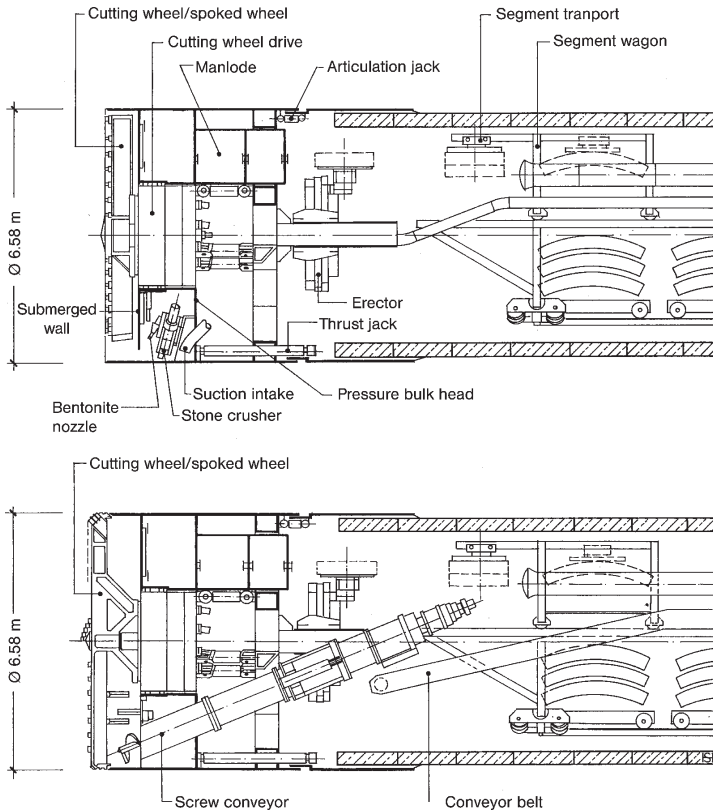 Cutting wheel/spoked wheel
Segment tranport
Cutting wheel drive
Segment wagon
Manlode
Articulation jack
Ø 6.58 m
Submerged
wall
Erector
Thrust jack
Suction intake
Pressure bulk head
Bentonite
nozzle
Stone crusher
Cutting wheel/spoked wheel
Ø 6.58 m
S
Screw conveyor
Conveyor belt